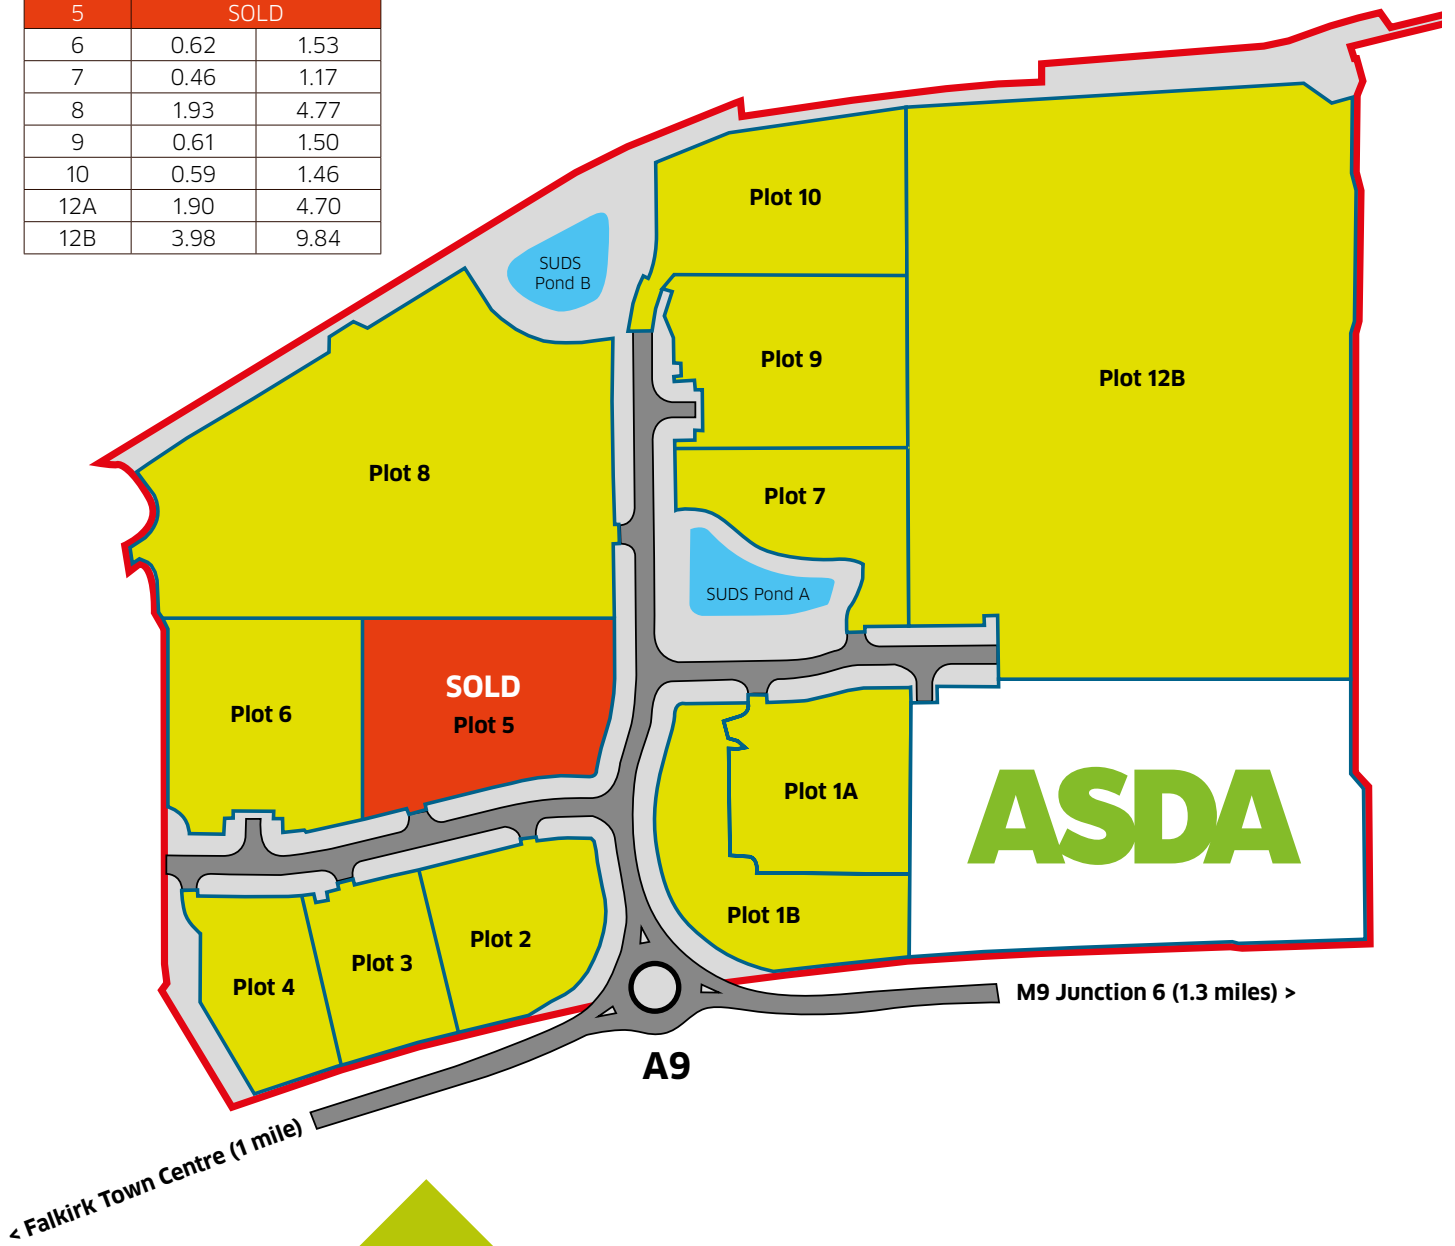 5 SOLD
6 0.62 1.53
7 0.46 1.17
8 1.93 4.77
9 0.61 1.50
10 0.59 1.46
12A 1.90 4.70
12B 3.98 9.84
Plot 10
SUDS
Pond B
Plot 9
Plot 12B
Plot 8
Plot 7
SUDS Pond A
SOLD
Plot 5
Plot 6
Plot 1A
ASDA
Plot 1B
Plot 2
Plot 3
Plot 4
M9 Junction 6 (1.3 miles) >
A9
< Falkirk Town Centre (1 mile)